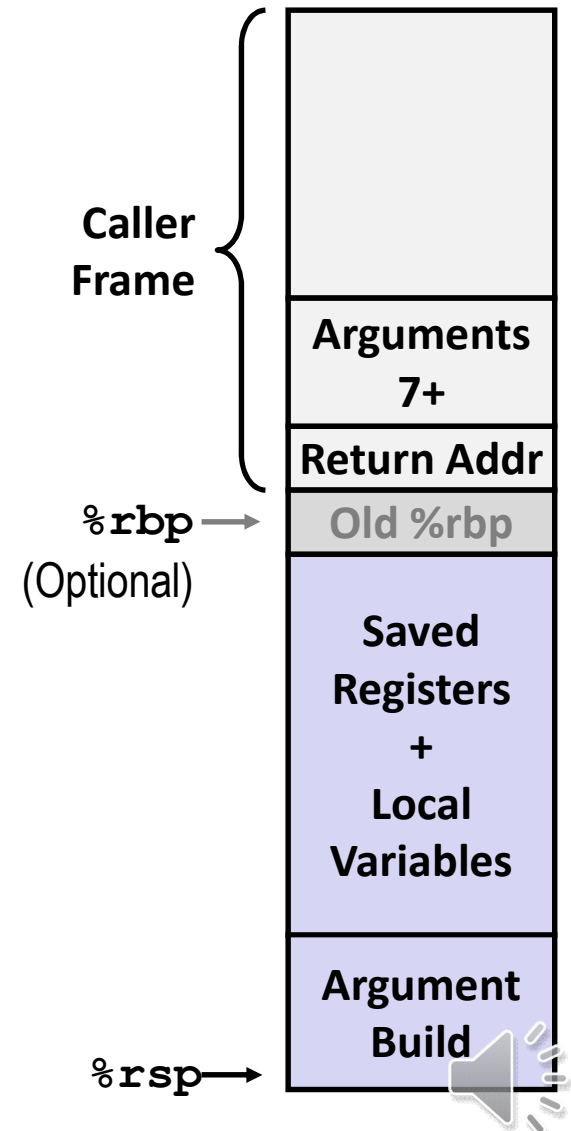 Caller
Frame
Arguments
7+
Return Addr
%rbp
Old %rbp
(Optional)
Saved
Registers
+
Local
Variables
Argument
Build
%rsp